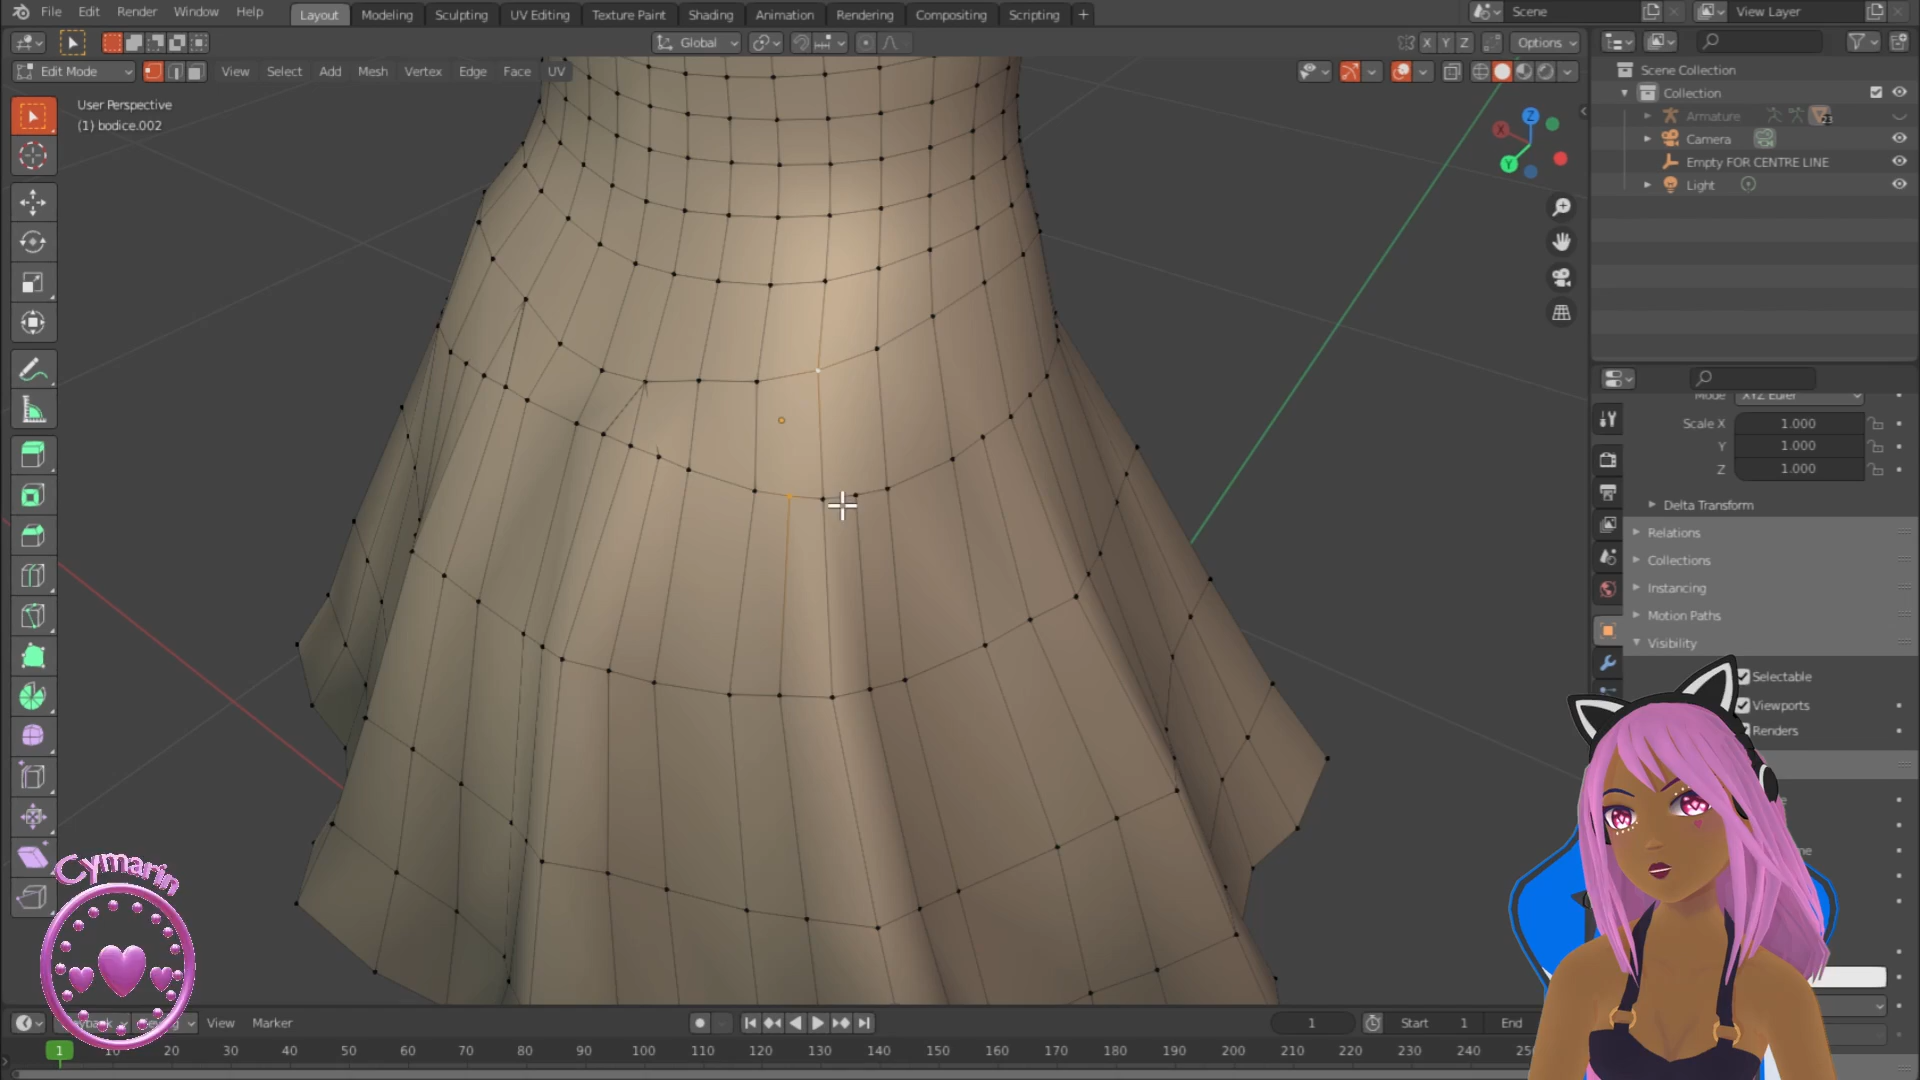 File Edit Render Window Help Layout Modeling Sculpting UV Editing Texture Paint Shading Animation Rendering Compositing Scripting + Scene View Layer
Global X Y Z Options
Edit Mode View Select Add Mesh Vertex Edge Face UV
User Perspective
(1) bodice.002
Scene Collection
Collection
Armature 23
Camera
Empty FOR CENTRE LINE
Light
Z
X
Y
Mode XYZ Euler
Scale X 1.000
Y 1.000
Z 1.000
Delta Transform
Relations
Collections
Instancing
Motion Paths
Visibility
Selectable
Viewports
Renders
Cymarin
View Marker 1 Start 1 End
1 10 20 30 40 50 60 70 80 90 100 110 120 130 140 150 160 170 180 190 200 210 220 230 240